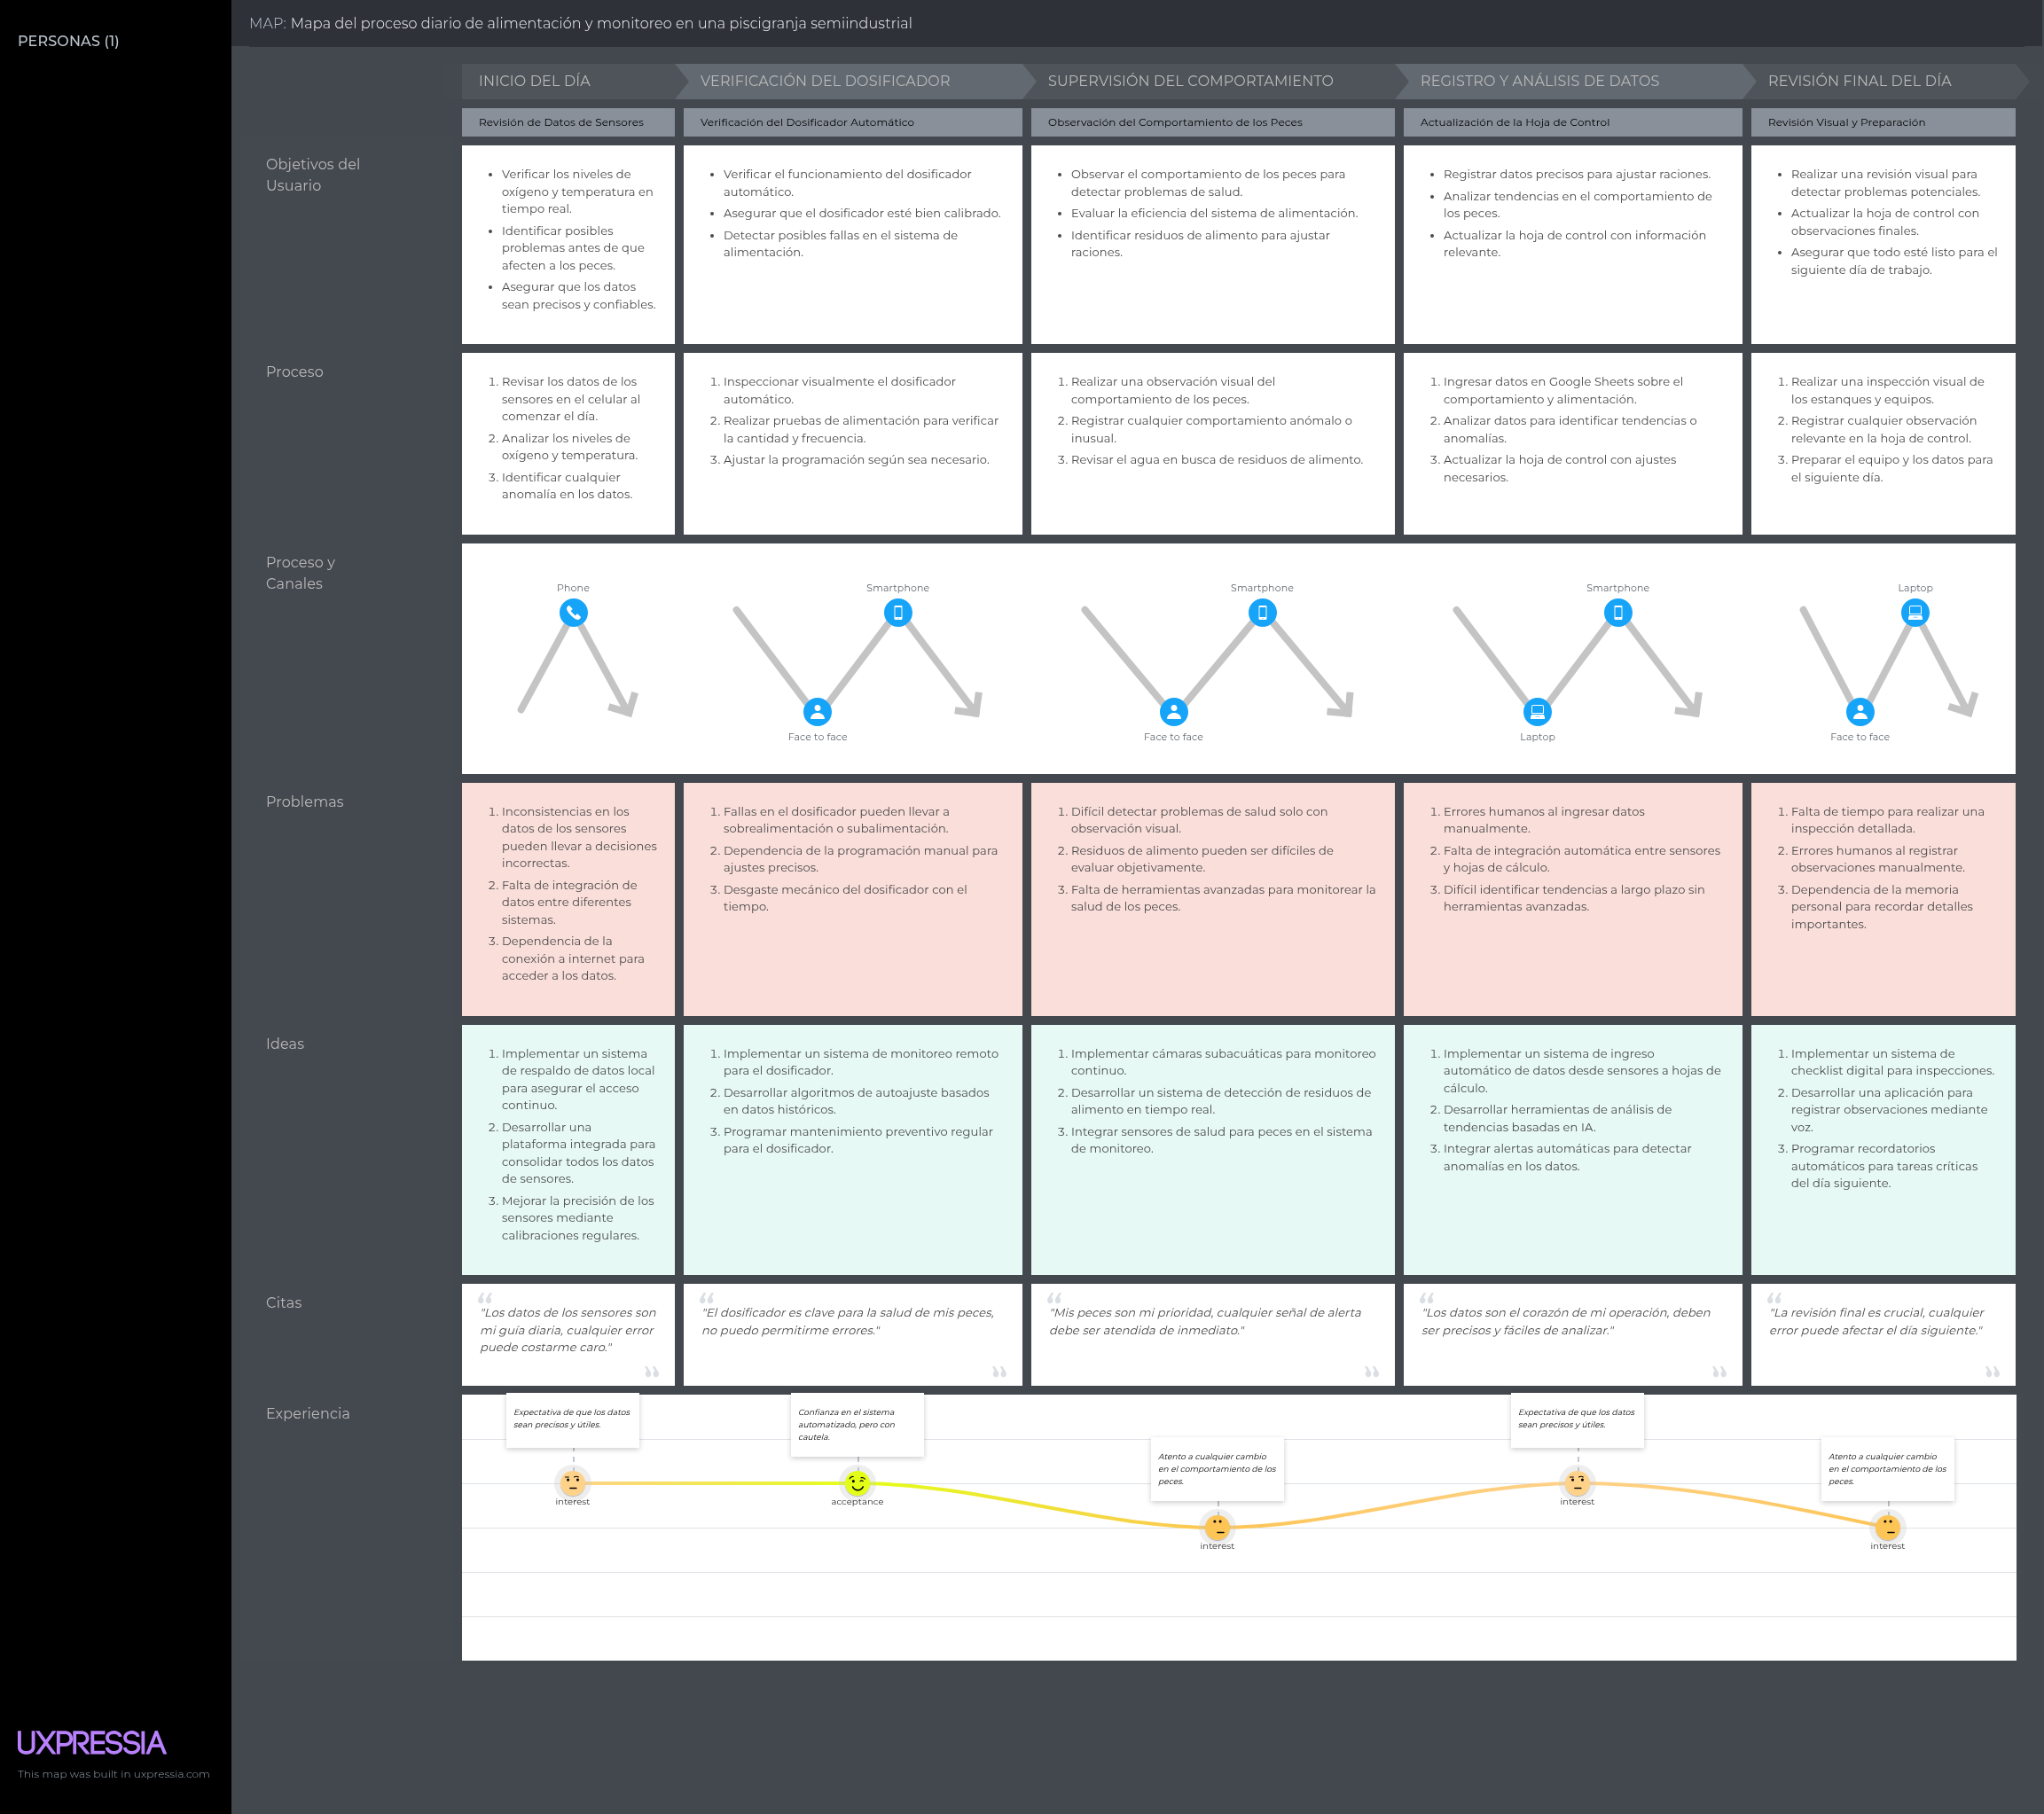 PERSONAS (1)
MAP: Mapa del proceso diario de alimentación y monitoreo en una piscigranja semiindustrial
INICIO DEL DÍA
VERIFICACIÓN DEL DOSIFICADOR
SUPERVISIÓN DEL COMPORTAMIENTO
REGISTRO Y ANÁLISIS DE DATOS
REVISIÓN FINAL DEL DÍA
Revisión de Datos de Sensores
Verificación del Dosificador Automático
Observación del Comportamiento de los Peces
Actualización de la Hoja de Control
Revisión Visual y Preparación
Objetivos del
Usuario
• Verificar los niveles de
oxígeno y temperatura en
tiempo real.
• Identificar posibles
problemas antes de que
afecten a los peces.
• Asegurar que los datos
sean precisos y confiables.
• Verificar el funcionamiento del dosificador
automático.
• Asegurar que el dosificador esté bien calibrado.
• Detectar posibles fallas en el sistema de
alimentación.
• Observar el comportamiento de los peces para
detectar problemas de salud.
• Evaluar la eficiencia del sistema de alimentación.
• Identificar residuos de alimento para ajustar
raciones.
• Registrar datos precisos para ajustar raciones.
• Analizar tendencias en el comportamiento de
los peces.
• Actualizar la hoja de control con información
relevante.
• Realizar una revisión visual para
detectar problemas potenciales.
• Actualizar la hoja de control con
observaciones finales.
• Asegurar que todo esté listo para el
siguiente día de trabajo.
Proceso
1. Revisar los datos de los
sensores en el celular al
comenzar el día.
2. Analizar los niveles de
oxígeno y temperatura.
3. Identificar cualquier
anomalía en los datos.
1. Inspeccionar visualmente el dosificador
automático.
2. Realizar pruebas de alimentación para verificar
la cantidad y frecuencia.
3. Ajustar la programación según sea necesario.
1. Realizar una observación visual del
comportamiento de los peces.
2. Registrar cualquier comportamiento anómalo o
inusual.
3. Revisar el agua en busca de residuos de alimento.
1. Ingresar datos en Google Sheets sobre el
comportamiento y alimentación.
2. Analizar datos para identificar tendencias o
anomalías.
3. Actualizar la hoja de control con ajustes
necesarios.
1. Realizar una inspección visual de
los estanques y equipos.
2. Registrar cualquier observación
relevante en la hoja de control.
3. Preparar el equipo y los datos para
el siguiente día.
Proceso y
Canales
Phone
Smartphone
Face to face
Smartphone
Face to face
Smartphone
Laptop
Laptop
Face to face
Problemas
1. Inconsistencias en los
datos de los sensores
pueden llevar a decisiones
incorrectas.
2. Falta de integración de
datos entre diferentes
sistemas.
3. Dependencia de la
conexión a internet para
acceder a los datos.
1. Fallas en el dosificador pueden llevar a
sobrealimentación o subalimentación.
2. Dependencia de la programación manual para
ajustes precisos.
3. Desgaste mecánico del dosificador con el
tiempo.
1. Difícil detectar problemas de salud solo con
observación visual.
2. Residuos de alimento pueden ser difíciles de
evaluar objetivamente.
3. Falta de herramientas avanzadas para monitorear la
salud de los peces.
1. Errores humanos al ingresar datos
manualmente.
2. Falta de integración automática entre sensores
y hojas de cálculo.
3. Difícil identificar tendencias a largo plazo sin
herramientas avanzadas.
1. Falta de tiempo para realizar una
inspección detallada.
2. Errores humanos al registrar
observaciones manualmente.
3. Dependencia de la memoria
personal para recordar detalles
importantes.
Ideas
1. Implementar un sistema
de respaldo de datos local
para asegurar el acceso
continuo.
2. Desarrollar una
plataforma integrada para
consolidar todos los datos
de sensores.
3. Mejorar la precisión de los
sensores mediante
calibraciones regulares.
1. Implementar un sistema de monitoreo remoto
para el dosificador.
2. Desarrollar algoritmos de autoajuste basados
en datos históricos.
3. Programar mantenimiento preventivo regular
para el dosificador.
1. Implementar cámaras subacuáticas para monitoreo
continuo.
2. Desarrollar un sistema de detección de residuos de
alimento en tiempo real.
3. Integrar sensores de salud para peces en el sistema
de monitoreo.
1. Implementar un sistema de ingreso
automático de datos desde sensores a hojas de
cálculo.
2. Desarrollar herramientas de análisis de
tendencias basadas en IA.
3. Integrar alertas automáticas para detectar
anomalías en los datos.
1. Implementar un sistema de
checklist digital para inspecciones.
2. Desarrollar una aplicación para
registrar observaciones mediante
voz.
3. Programar recordatorios
automáticos para tareas críticas
del día siguiente.
Citas
"Los datos de los sensores son
mi guía diaria, cualquier error
puede costarme caro."
"El dosificador es clave para la salud de mis peces,
no puedo permitirme errores."
"Mis peces son mi prioridad, cualquier señal de alerta
debe ser atendida de inmediato."
"Los datos son el corazón de mi operación, deben
ser precisos y fáciles de analizar."
"La revisión final es crucial, cualquier
error puede afectar el día siguiente."
Experiencia
Expectativa de que los datos
sean precisos y útiles.
interest
Confianza en el sistema
automatizado, pero con
cautela.
acceptance
Atento a cualquier cambio
en el comportamiento de los
peces.
interest
Expectativa de que los datos
sean precisos y útiles.
interest
Atento a cualquier cambio
en el comportamiento de los
peces.
interest
UXPRESSIA
This map was built in uxpressia.com